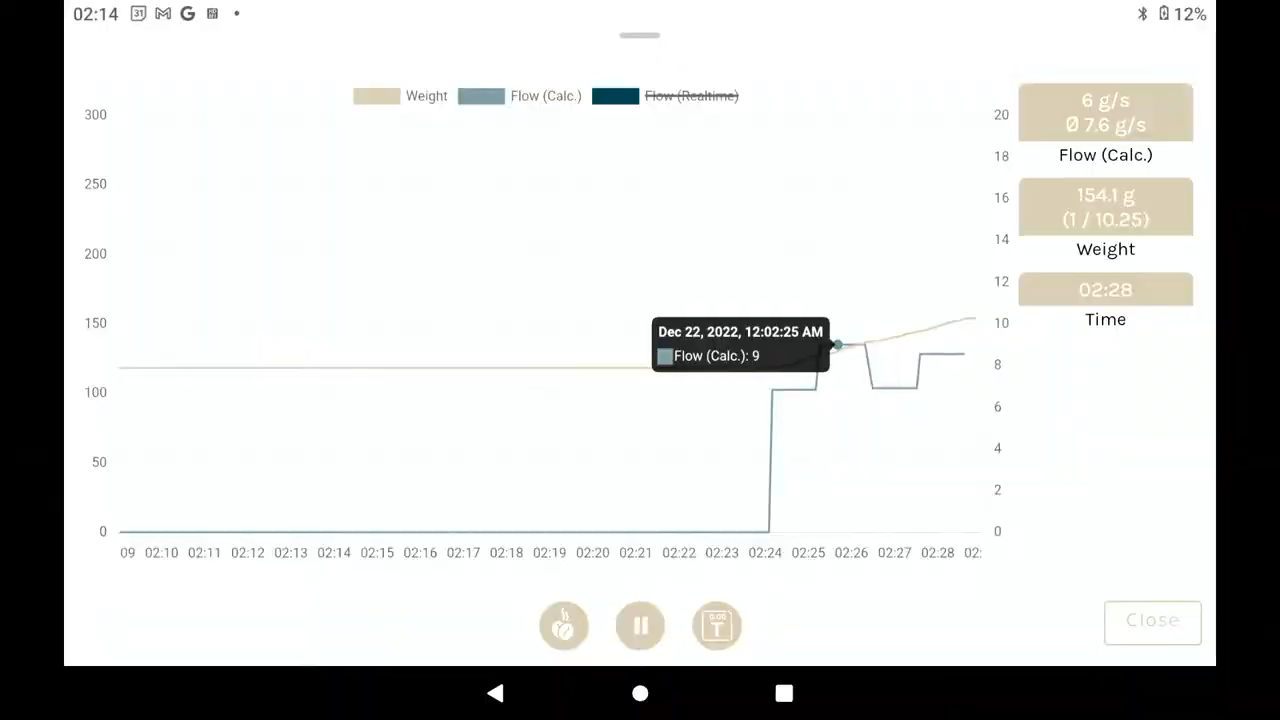 02:14 31 M G 12%
Weight Flow (Calc.) Flow (Realtime)
300 20
18
250 16
200 14
12
150 10
8
100 6
4
50 2
0 0
09 02:10 02:11 02:12 02:13 02:14 02:15 02:16 02:17 02:18 02:19 02:20 02:21 02:22 02:23 02:24 02:25 02:26 02:27 02:28 02:
Dec 22, 2022, 12:02:25 AM
Flow (Calc.): 9
6 g/s
Ø 7.6 g/s
Flow (Calc.)
154.1 g
(1 / 10.25)
Weight
02:28
Time
0.00
T
Close